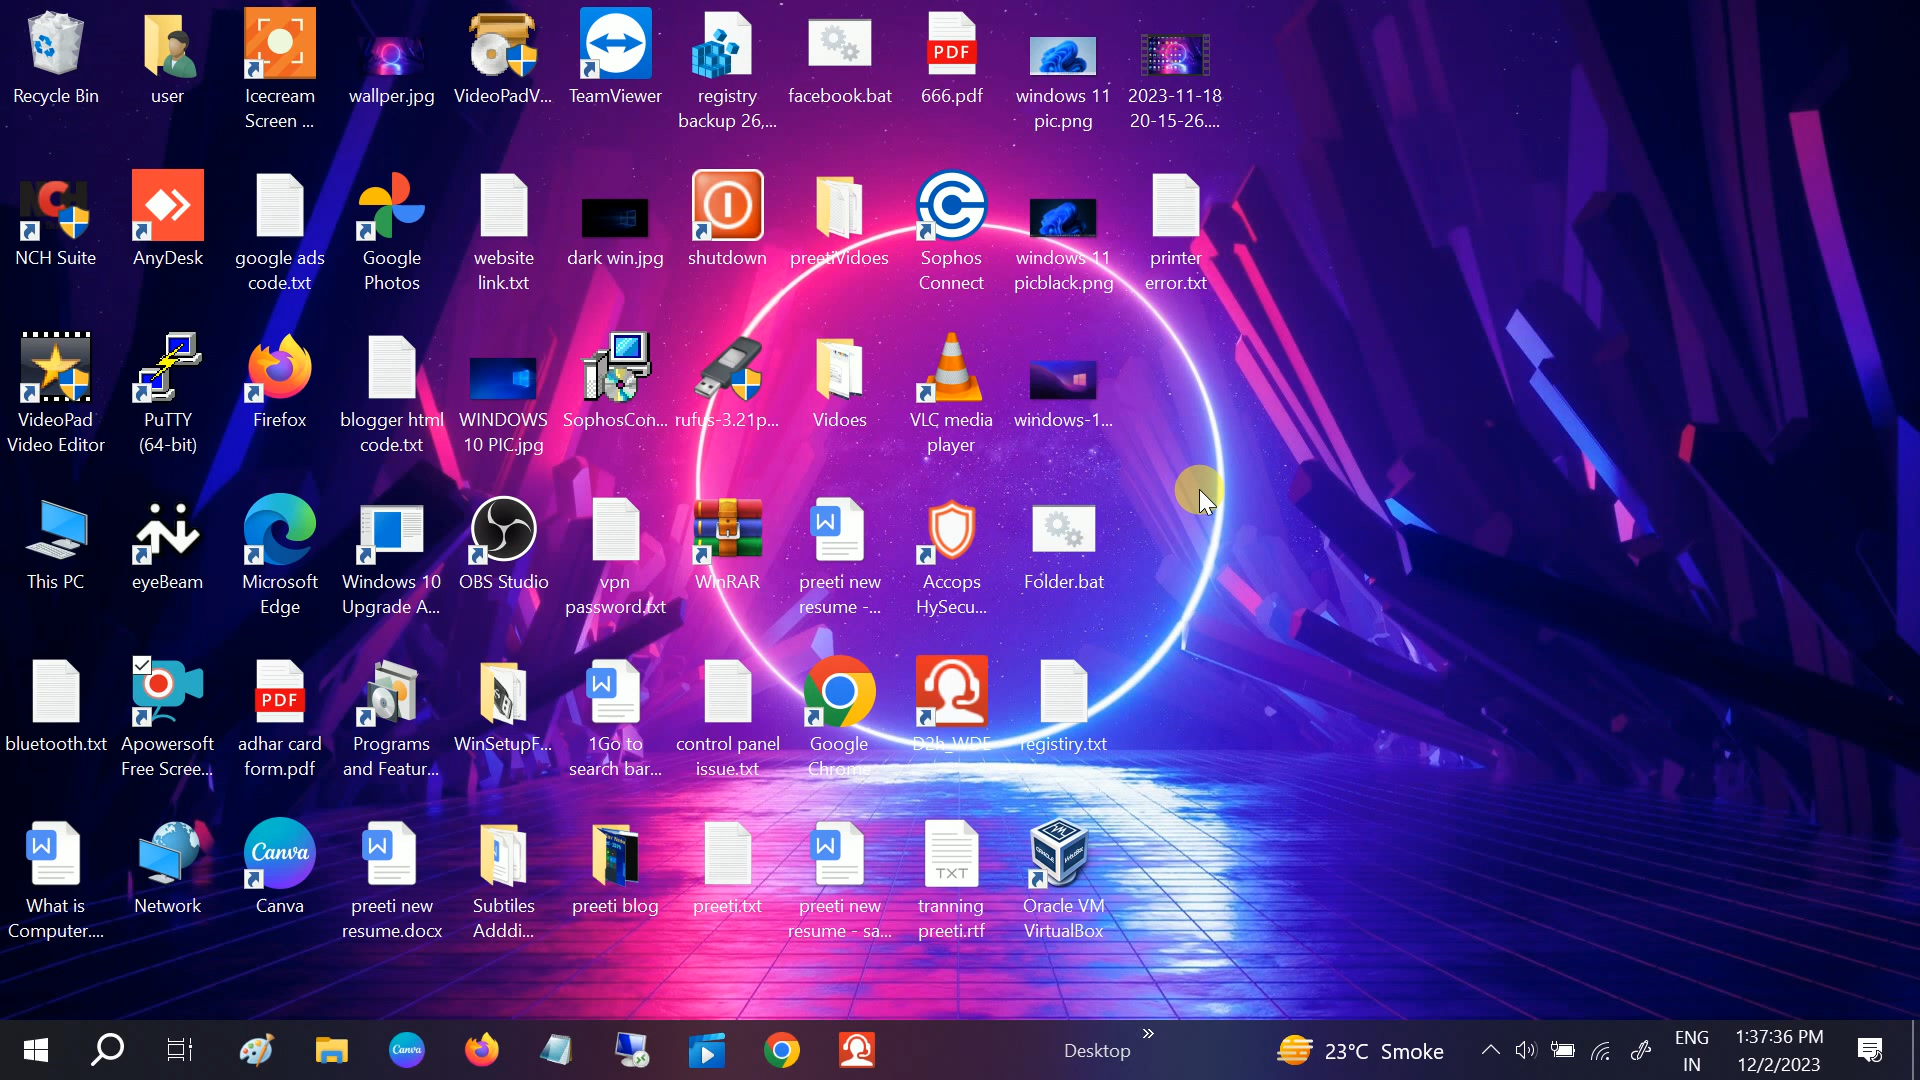 Recycle Bin
user
Icecream
Screen ...
wallper.jpg
VideoPadV...
TeamViewer
registry
backup 26,...
facebook.bat
PDF
666.pdf
windows 11
pic.png
2023-11-18
20-15-26....
NCH
NCH Suite
AnyDesk
google ads
code.txt
Google
Photos
website
link.txt
dark win.jpg
shutdown
preetiVidoes
Sophos
Connect
windows 11
picblack.png
printer
error.txt
VideoPad
Video Editor
PuTTY
(64-bit)
Firefox
blogger html
code.txt
WINDOWS
10 PIC.jpg
SophosCon...
rufus-3.21p...
Vidoes
VLC media
player
windows-1...
This PC
eyeBeam
Microsoft
Edge
Windows 10
Upgrade A...
OBS Studio
vpn
password.txt
WinRAR
W
preeti new
resume -...
Accops
HySecu...
Folder.bat
bluetooth.txt
Apowersoft
Free Scree...
PDF
adhar card
form.pdf
Programs
and Featur...
WinSetupF...
W
1Go to
search bar...
control panel
issue.txt
Google
Chrome
D2h_WDE
registiry.txt
W
What is
Computer....
Network
Canva
Canva
W
preeti new
resume.docx
Subtiles
Adddi...
preeti blog
preeti.txt
W
preeti new
resume - sa...
TXT
tranning
preeti.rtf
Oracle VM
VirtualBox
Canva
Desktop
23°C Smoke
ENG
IN
1:37:36 PM
12/2/2023